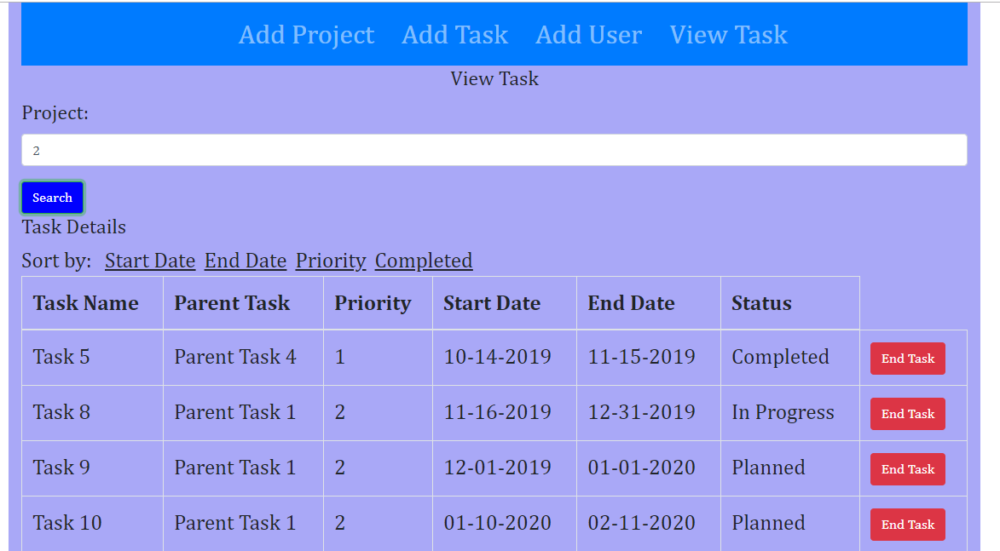 Add Project Add Task Add User View Task
View Task
Project:
2
Search
Task Details
Sort by: Start Date End Date Priority Completed
Task Name Parent Task Priority Start Date End Date Status
Task 5 Parent Task 4 1 10-14-2019 11-15-2019 Completed End Task
Task 8 Parent Task 1 2 11-16-2019 12-31-2019 In Progress End Task
Task 9 Parent Task 1 2 12-01-2019 01-01-2020 Planned End Task
Task 10 Parent Task 1 2 01-10-2020 02-11-2020 Planned End Task